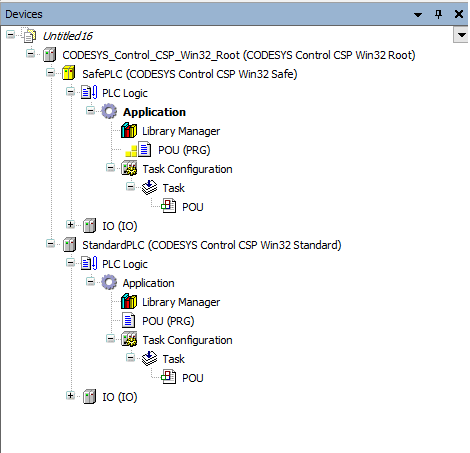 Devices
Untitled16
CODESYS_Control_CSP_Win32_Root (CODESYS Control CSP Win32 Root)
SafePLC (CODESYS Control CSP Win32 Safe)
PLC Logic
Application
Library Manager
POU (PRG)
Task Configuration
Task
POU
IO (IO)
StandardPLC (CODESYS Control CSP Win32 Standard)
PLC Logic
Application
Library Manager
POU (PRG)
Task Configuration
Task
POU
IO (IO)